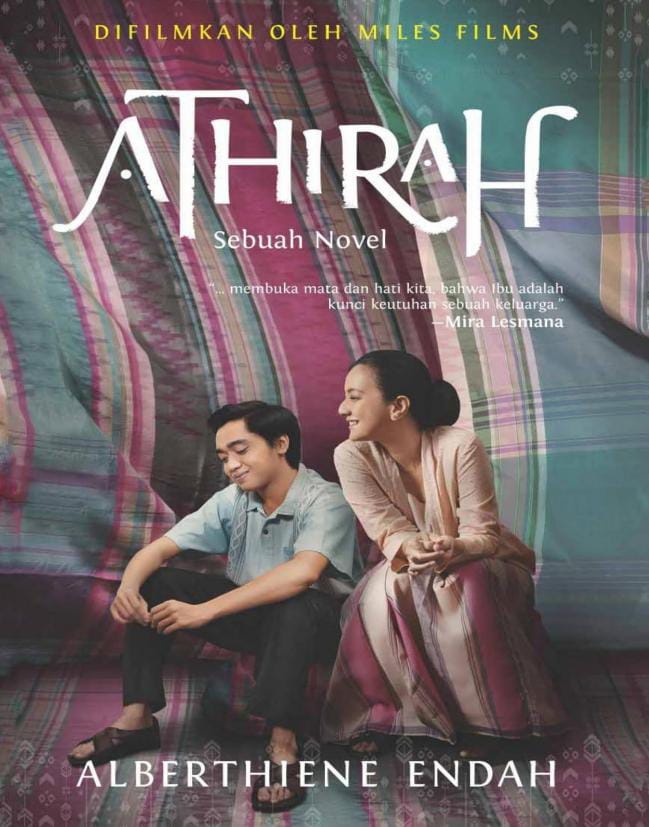 DIFILMKAN OLEH MILES FILMS
ATHIRAH
Sebuah Novel
“... membuka mata dan hati kita, bahwa Ibu adalah
kunci keutuhan sebuah keluarga.”
—Mira Lesmana
ALBERTHIENE ENDAH